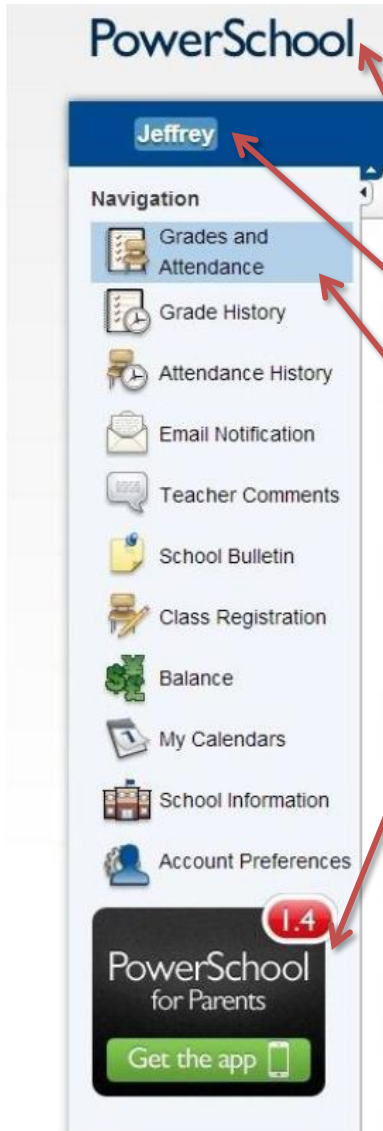 PowerSchool
Jeffrey
Navigation
Grades and
Attendance
Grade History
Attendance History
Email Notification
Teacher Comments
School Bulletin
Class Registration
Balance
My Calendars
School Information
Account Preferences
1.4
PowerSchool
for Parents
Get the app